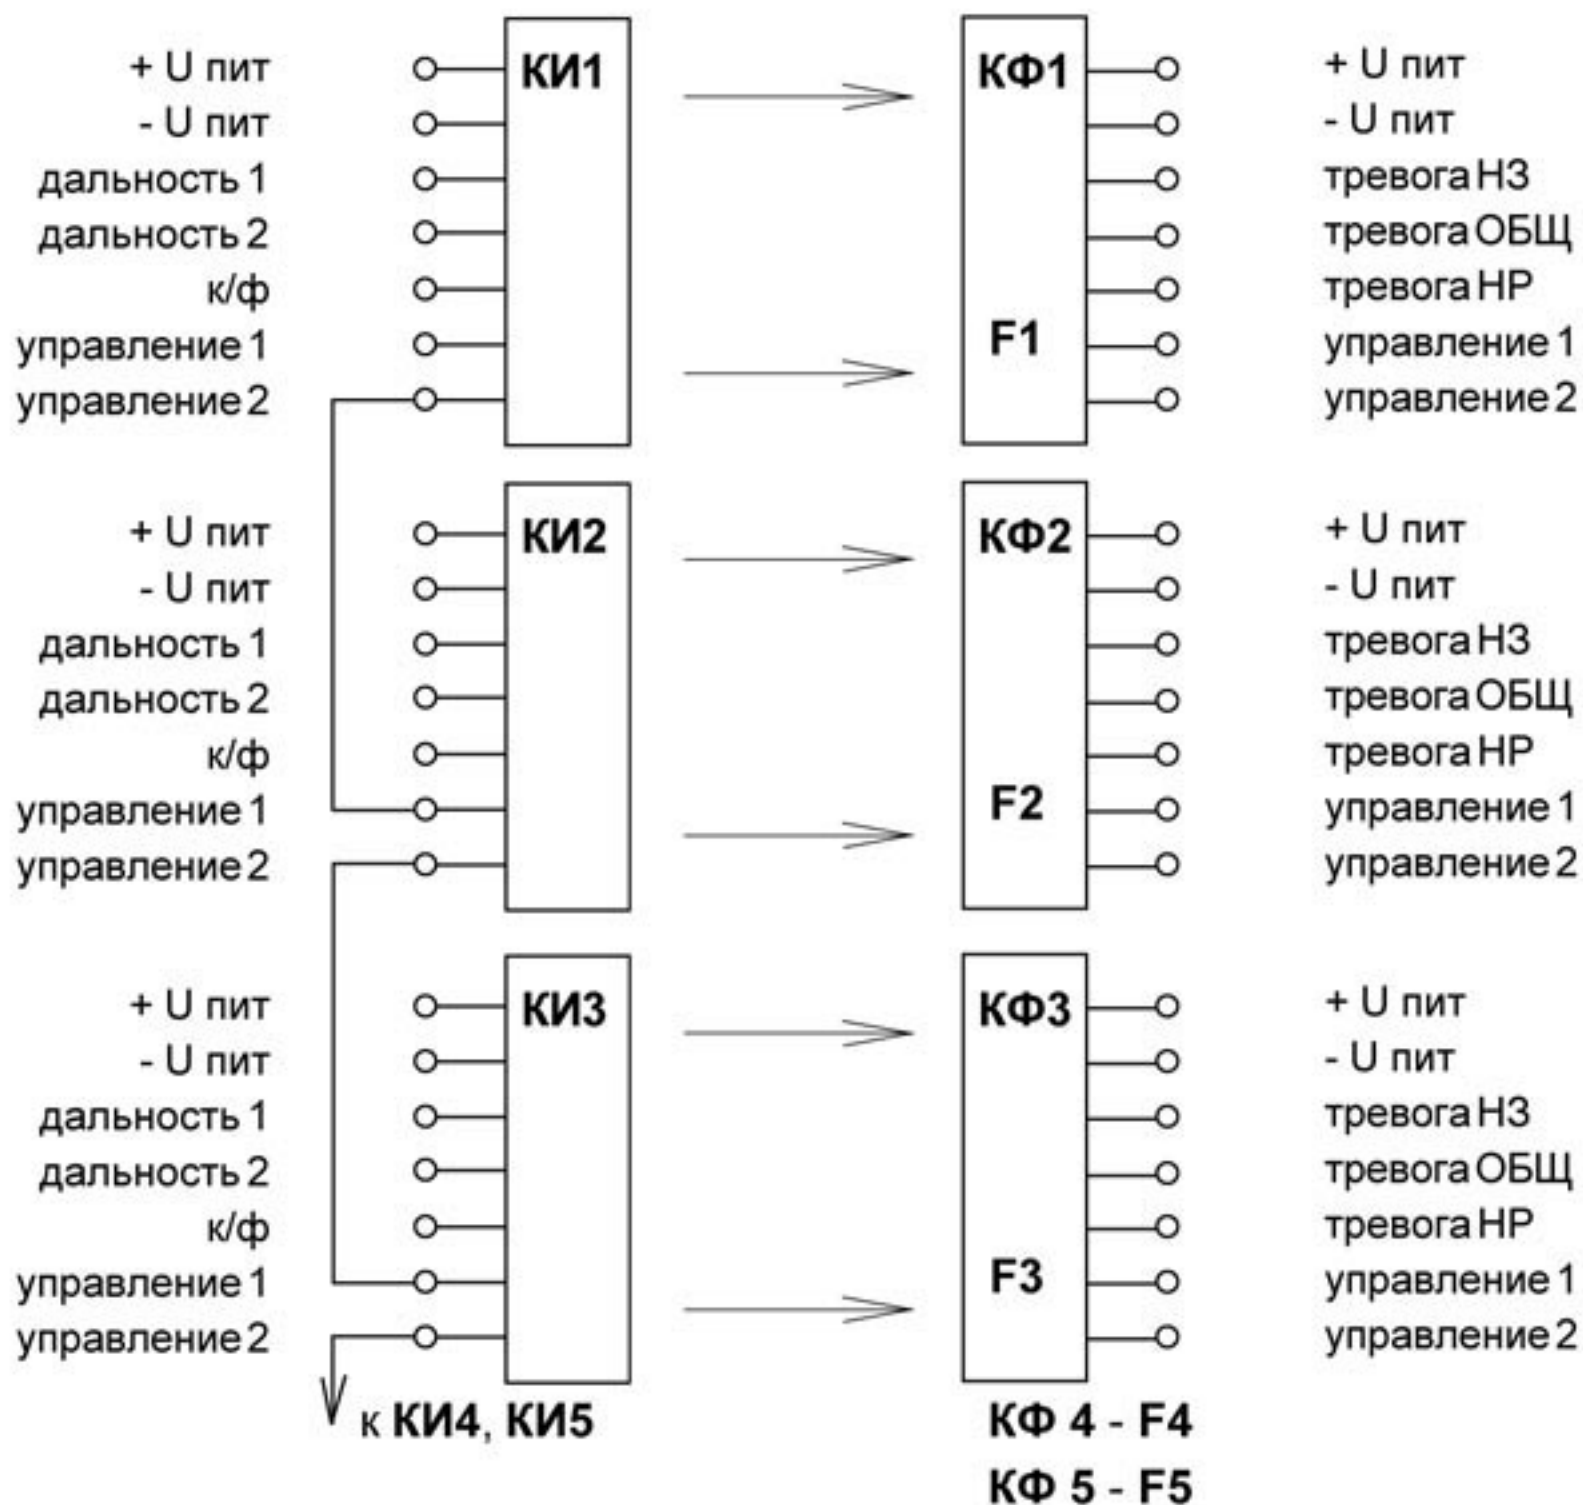 + U пит КИ1 КФ1 + U пит
- U пит - U пит
дальность 1 тревога НЗ
дальность 2 тревога ОБЩ
к/ф тревога НР
управление 1 F1 управление 1
управление 2 управление 2
+ U пит КИ2 КФ2 + U пит
- U пит - U пит
дальность 1 тревога НЗ
дальность 2 тревога ОБЩ
к/ф тревога НР
управление 1 F2 управление 1
управление 2 управление 2
+ U пит КИ3 КФ3 + U пит
- U пит - U пит
дальность 1 тревога НЗ
дальность 2 тревога ОБЩ
к/ф тревога НР
управление 1 F3 управление 1
управление 2 управление 2
к КИ4, КИ5 КФ 4 - F4
КФ 5 - F5